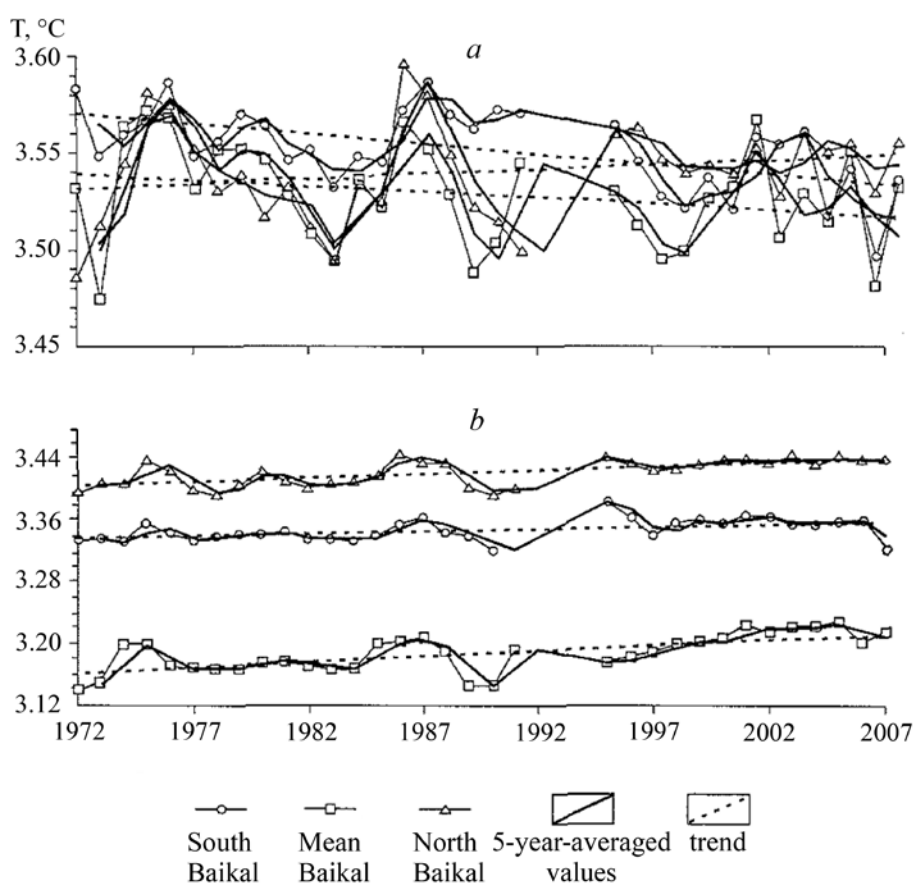 T, °C
a
3.60
3.55
3.50
3.45
b
3.44
3.36
3.28
3.20
3.12
1972 1977 1982 1987 1992 1997 2002 2007
South Mean North 5-year-averaged trend
Baikal Baikal Baikal values